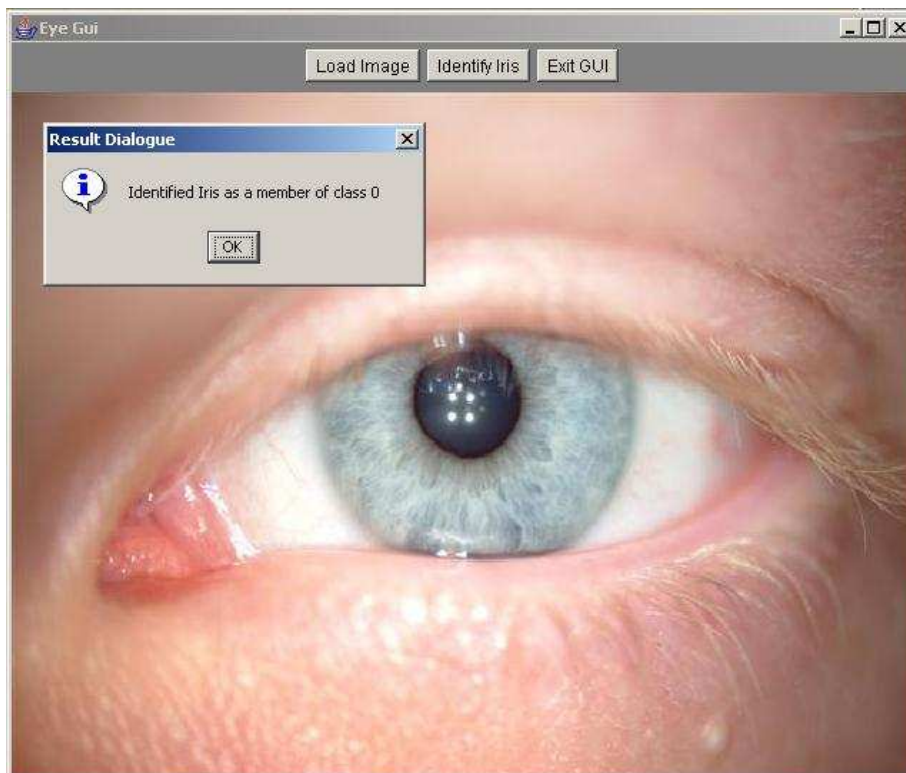 Eye Gui
Load Image Identify Iris Exit GUI
Result Dialogue
Identified Iris as a member of class 0
OK